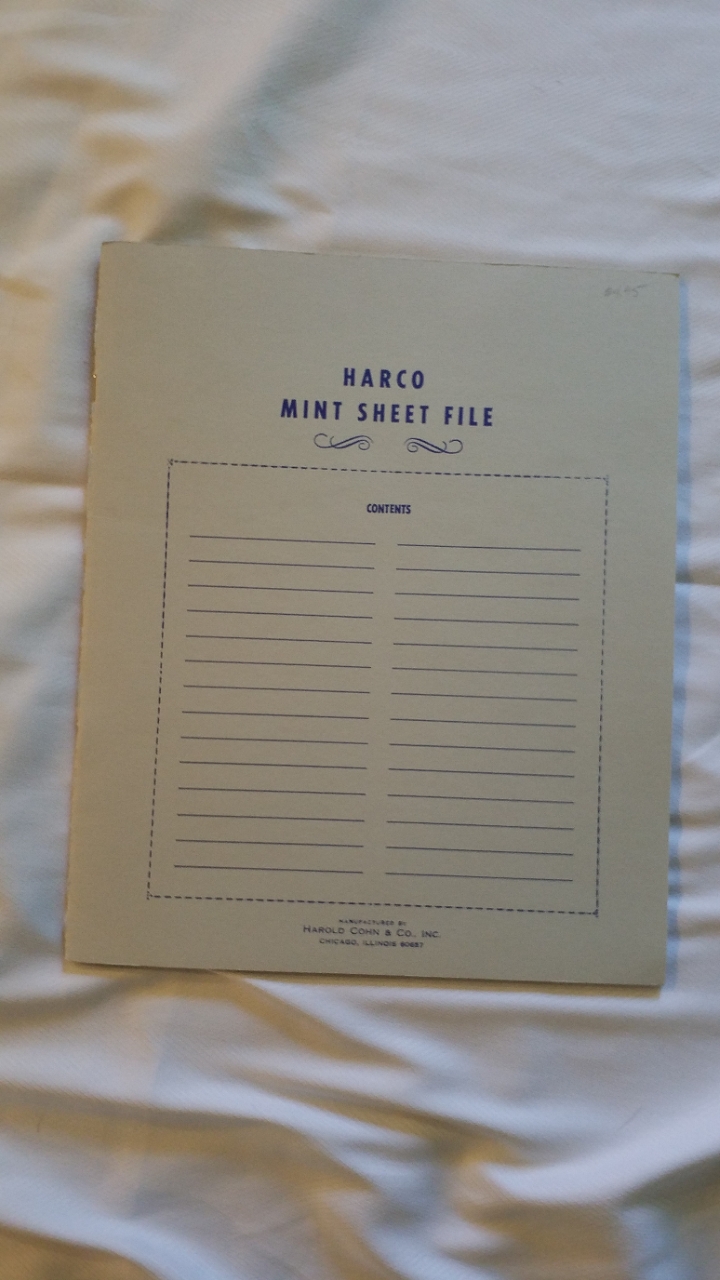 HARCO
MINT SHEET FILE
CONTENTS
MANUFACTURED BY
HAROLD COHN & CO., INC.
CHICAGO, ILLINOIS 60657